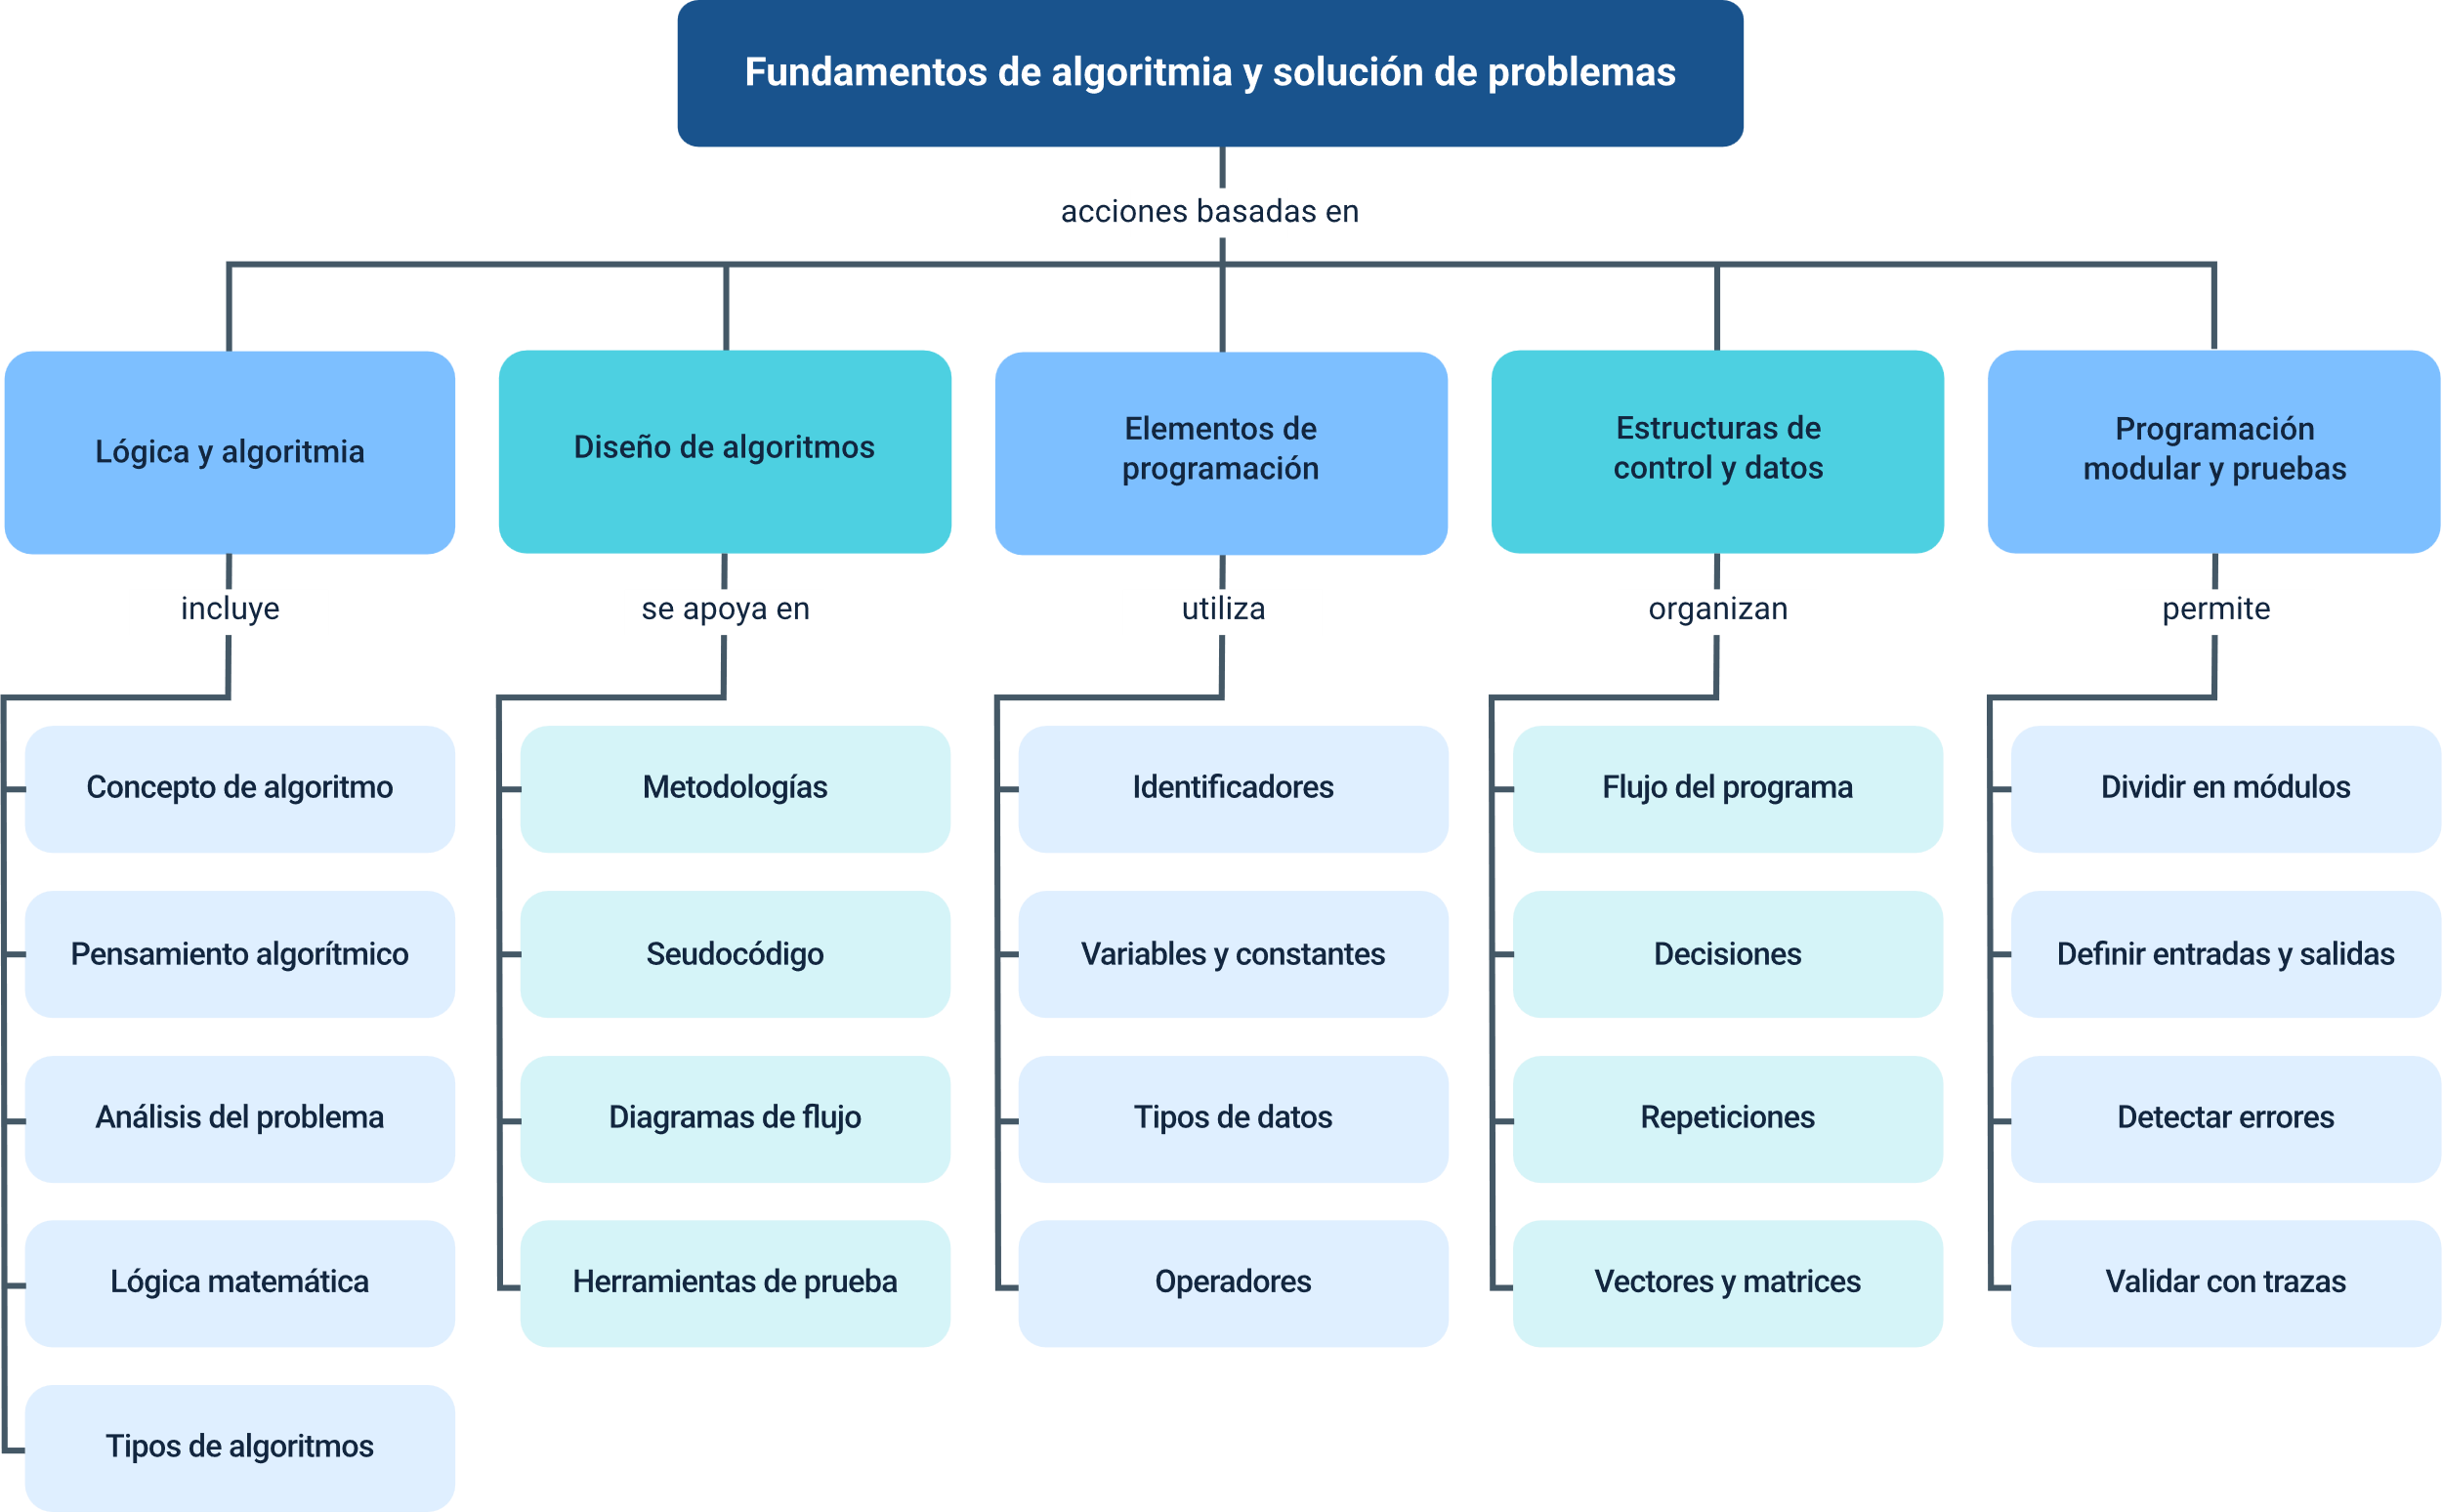 Fundamentos de algoritmia y solución de problemas
acciones basadas en
Lógica y algoritmia
Diseño de algoritmos
Elementos de
programación
Estructuras de
control y datos
Programación
modular y pruebas
incluye
se apoya en
utiliza
organizan
permite
Concepto de algoritmo
Metodologías
Identificadores
Flujo del programa
Dividir en módulos
Pensamiento algorítmico
Seudocódigo
Variables y constantes
Decisiones
Definir entradas y salidas
Análisis del problema
Diagramas de flujo
Tipos de datos
Repeticiones
Detectar errores
Lógica matemática
Herramientas de prueba
Operadores
Vectores y matrices
Validar con trazas
Tipos de algoritmos